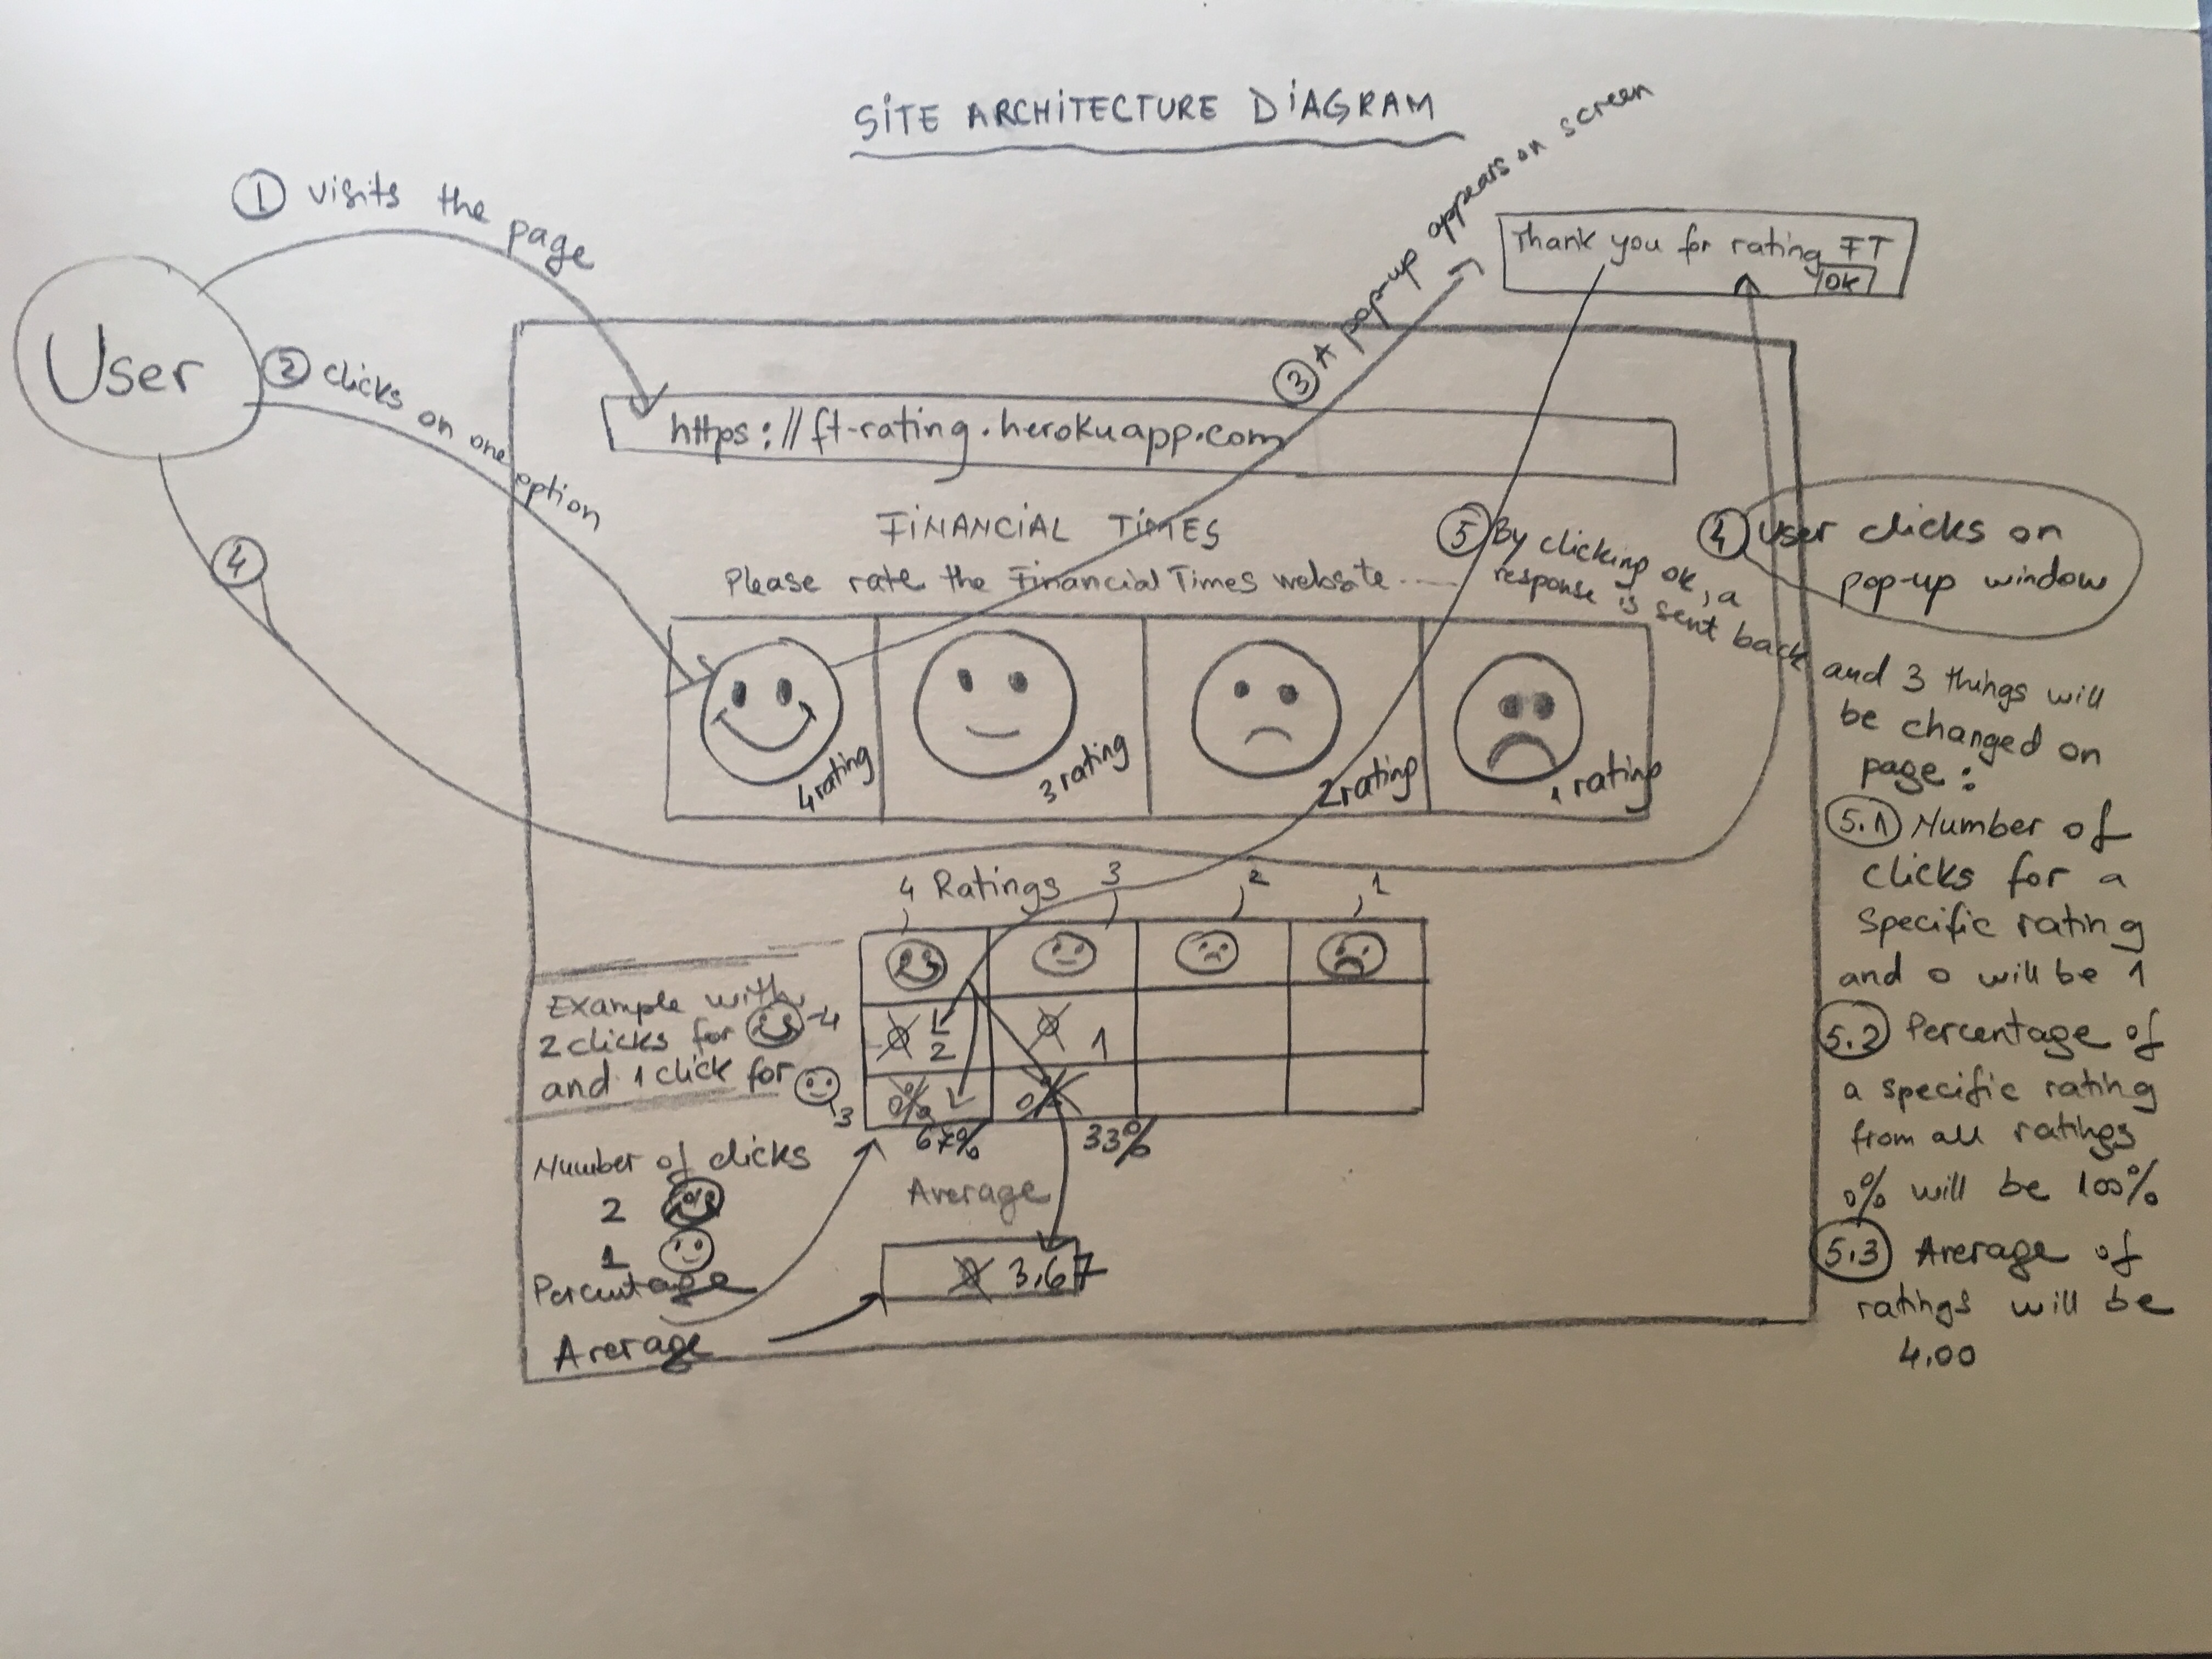 SITE ARCHITECTURE DIAGRAM
1 visits the page
User
2 clicks on one option
4
3 A pop-up appears on screen
Thank you for rating FT
OK
https://ft-rating.herokuapp.com
FINANCIAL TIMES
Please rate the Financial Times website.....
4 rating
3 rating
2 rating
1 rating
4 User clicks on
pop-up window
5 By clicking ok, a
response is sent back
and 3 things will
be changed on
page:
5.1 Number of
clicks for a
specific rating
and 0 will be 1
5.2 Percentage of
a specific rating
from all ratings
0% will be 100%
5.3 Average of
ratings will be
4.00
4 Ratings 3 2 1
Example with
2 clicks for -4
and 1 click for
3
0 2 0 1
0% 0%
67% 33%
Number of clicks
2
1
Percentage
Average
Average
0 3.67